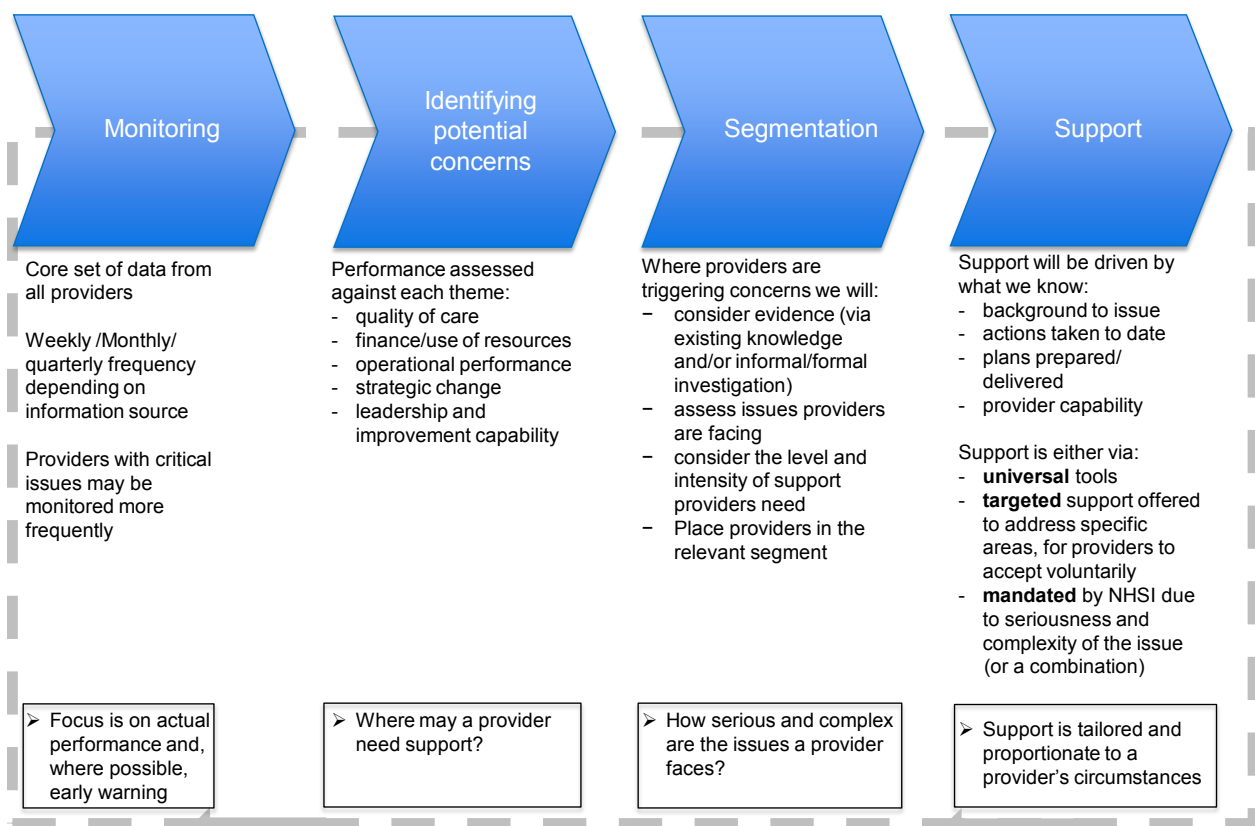 Monitoring
Identifying
potential
concerns
Segmentation
Support
Core set of data from
all providers
Weekly /Monthly/
quarterly frequency
depending on
information source
Providers with critical
issues may be
monitored more
frequently
Performance assessed
against each theme:
- quality of care
- finance/use of resources
- operational performance
- strategic change
- leadership and
improvement capability
Where providers are
triggering concerns we will:
− consider evidence (via
existing knowledge
and/or informal/formal
investigation)
− assess issues providers
are facing
− consider the level and
intensity of support
providers need
− Place providers in the
relevant segment
Support will be driven by
what we know:
- background to issue
- actions taken to date
- plans prepared/
delivered
- provider capability
Support is either via:
- universal tools
- targeted support offered
to address specific
areas, for providers to
accept voluntarily
- mandated by NHSI due
to seriousness and
complexity of the issue
(or a combination)
➢ Focus is on actual
performance and,
where possible,
early warning
➢ Where may a provider
need support?
➢ How serious and complex
are the issues a provider
faces?
➢ Support is tailored and
proportionate to a
provider’s circumstances